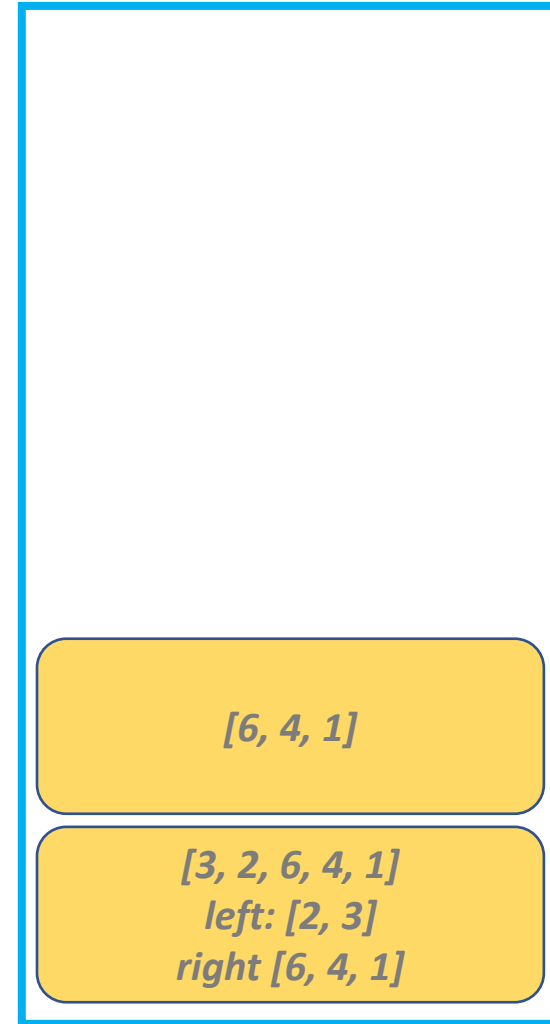 [6, 4, 1]
[3, 2, 6, 4, 1]
left: [2, 3]
right [6, 4, 1]